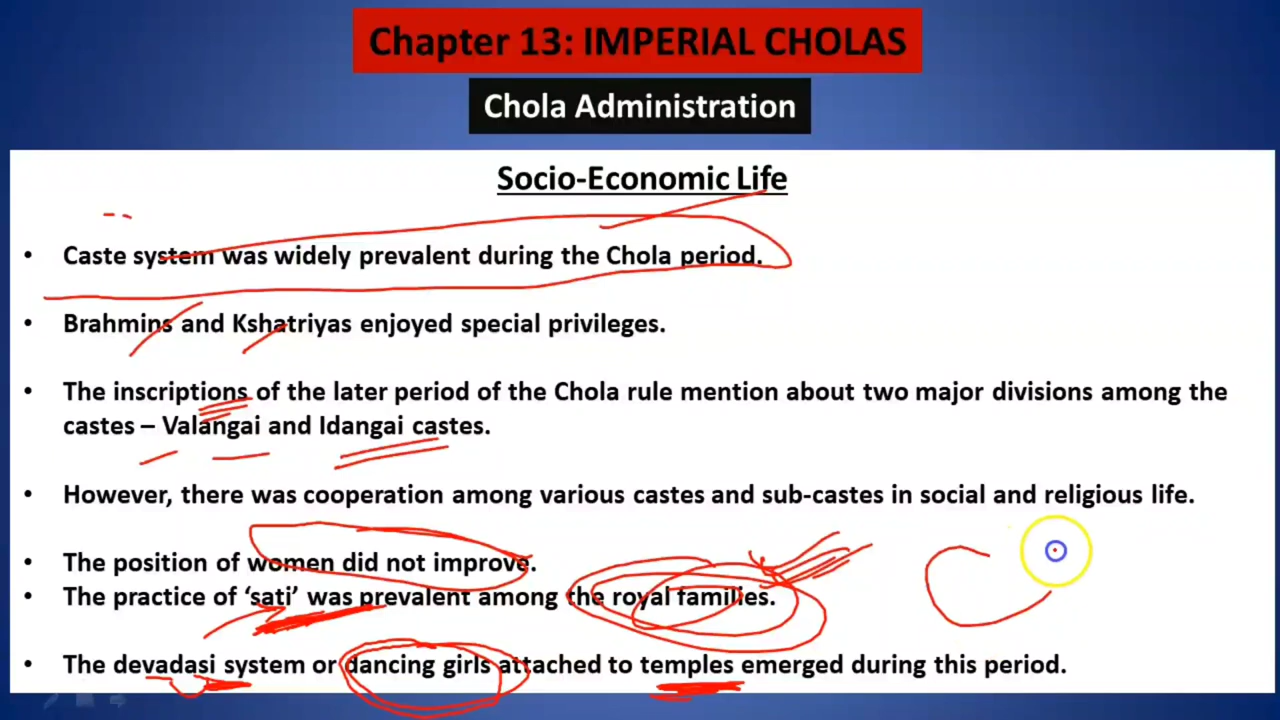 Chapter 13: IMPERIAL CHOLAS
Chola Administration
Socio-Economic Life
• Caste system was widely prevalent during the Chola period.
• Brahmins and Kshatriyas enjoyed special privileges.
• The inscriptions of the later period of the Chola rule mention about two major divisions among the
castes – Valangai and Idangai castes.
• However, there was cooperation among various castes and sub-castes in social and religious life.
• The position of women did not improve.
• The practice of ‘sati’ was prevalent among the royal families.
• The devadasi system or dancing girls attached to temples emerged during this period.